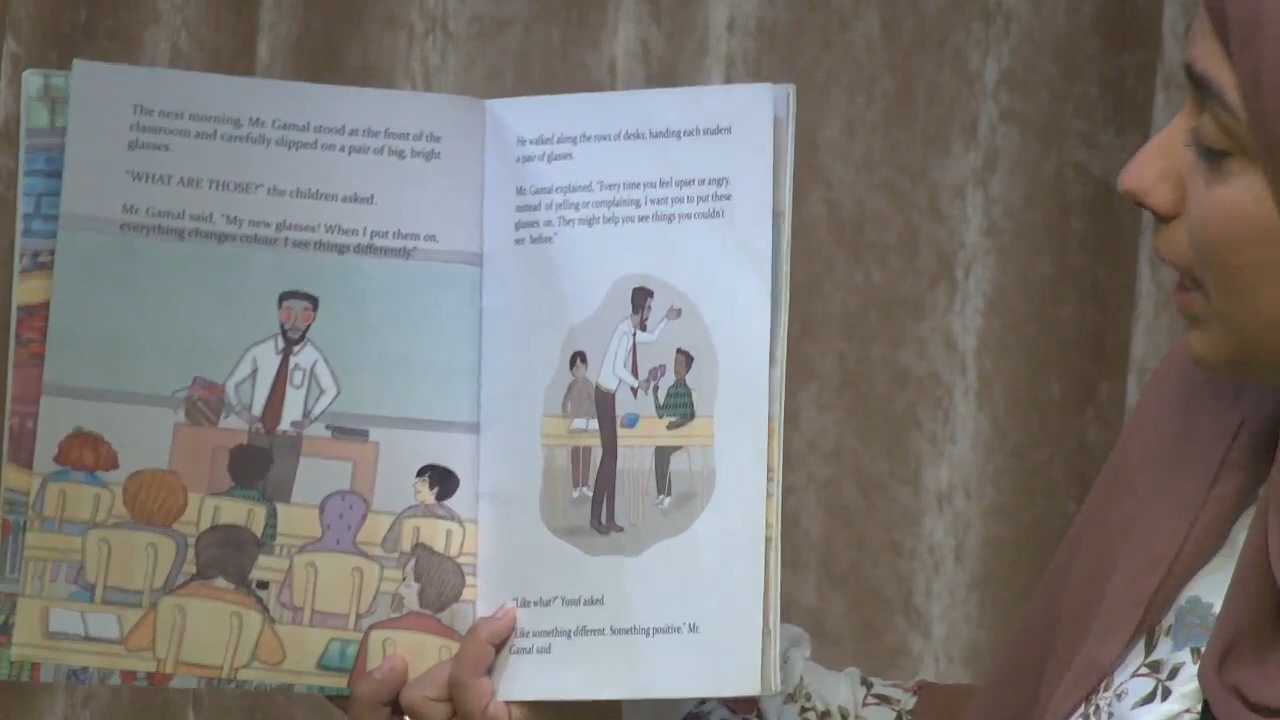 The nest morning, Mr. Gamal stood at the front of the
classroom and carefully slipped on a pair of big, bright
glasses.
"WHAT ARE THOSE?" the children asked.
Mr. Gamal said, "My new glasses! When I put them on,
everything changes colour. I see things differently."
He walked along the rows of desks, handing each student
a pair of glasses.
Mr. Gamal explained, "Every time you feel upset or angry,
instead of yelling or complaining, I want you to put these
glasses on. They might help you see things you couldn't
see before."
"Like what?" Yusuf asked.
"Like something different. Something positive," Mr.
Gamal said.